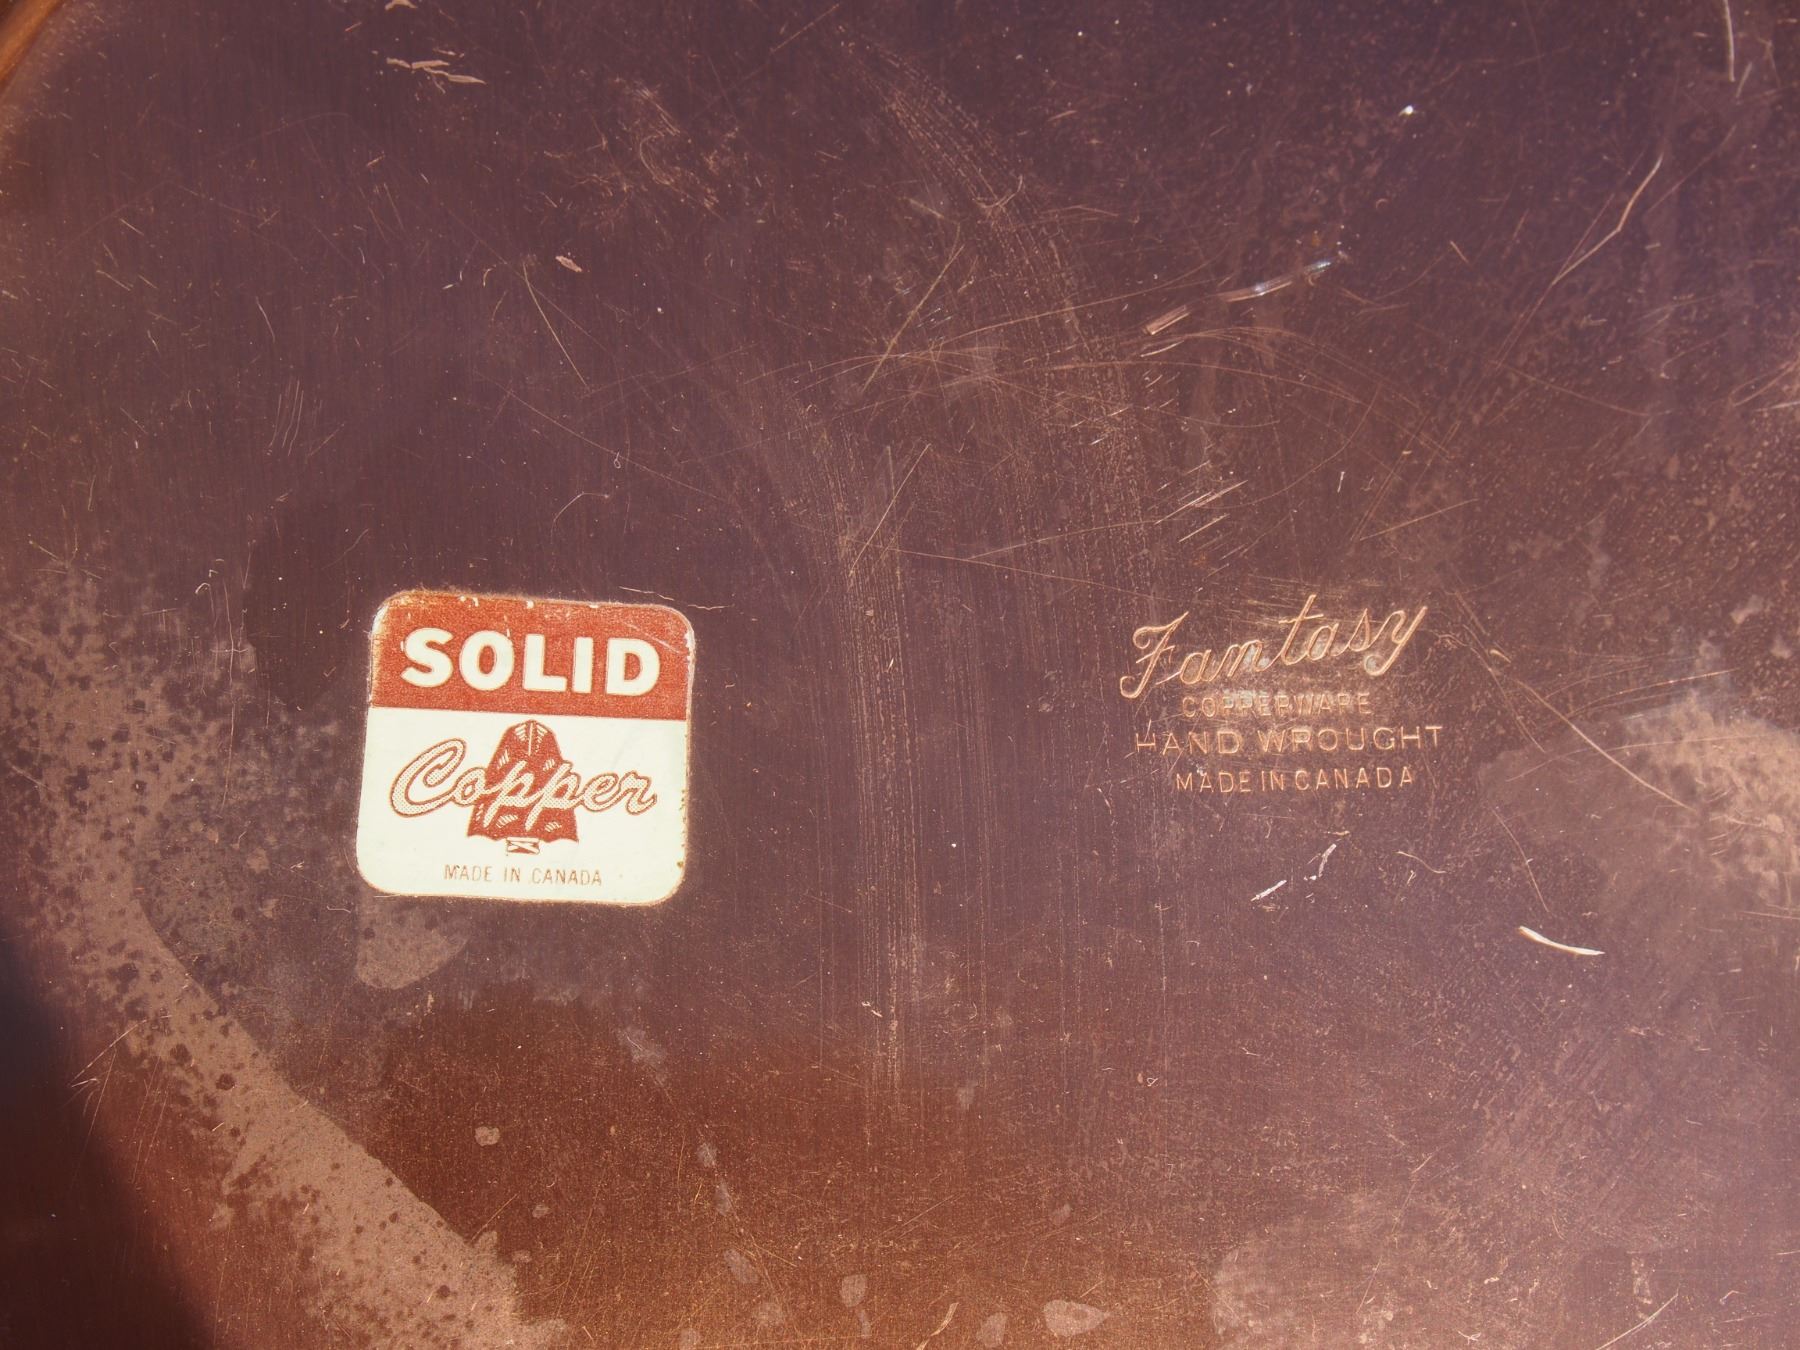 SOLID
Copper
MADE IN CANADA
Fantasy
COPPERWARE
HAND WROUGHT
MADE IN CANADA